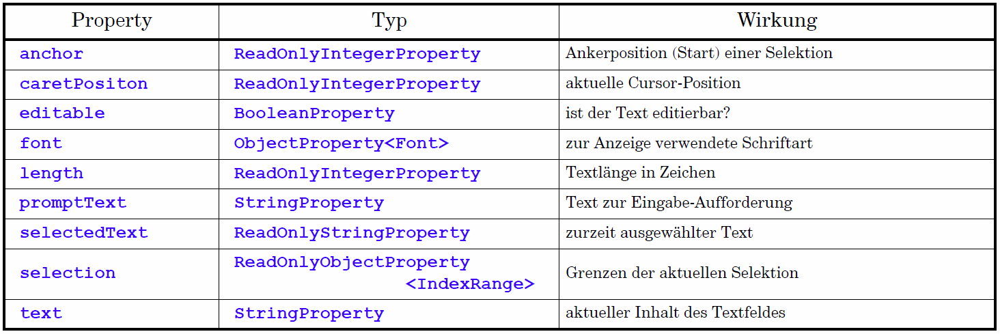 Property Typ Wirkung
anchor ReadOnlyIntegerProperty Ankerposition (Start) einer Selektion
caretPositon ReadOnlyIntegerProperty aktuelle Cursor-Position
editable BooleanProperty ist der Text editierbar?
font ObjectProperty<Font> zur Anzeige verwendete Schriftart
length ReadOnlyIntegerProperty Textlänge in Zeichen
promptText StringProperty Text zur Eingabe-Aufforderung
selectedText ReadOnlyStringProperty zurzeit ausgewählter Text
selection ReadOnlyObjectProperty
<IndexRange> Grenzen der aktuellen Selektion
text StringProperty aktueller Inhalt des Textfeldes